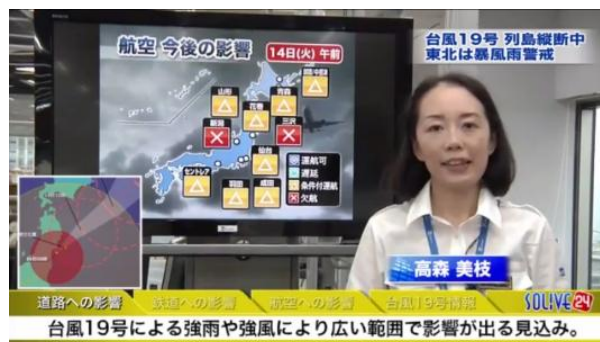 航空 今後の影響
14日(火) 午前
台風19号 列島縦断中
東北は暴風雨警戒
山形
青森
花巻
新潟
三沢
仙台
セントレア
羽田
成田
運航可
遅延
条件付運航
欠航
高森 美枝
道路への影響
鉄道への影響
航空への影響
台風19号情報
SOLiVE24
台風19号による強雨や強風により広い範囲で影響が出る見込み。